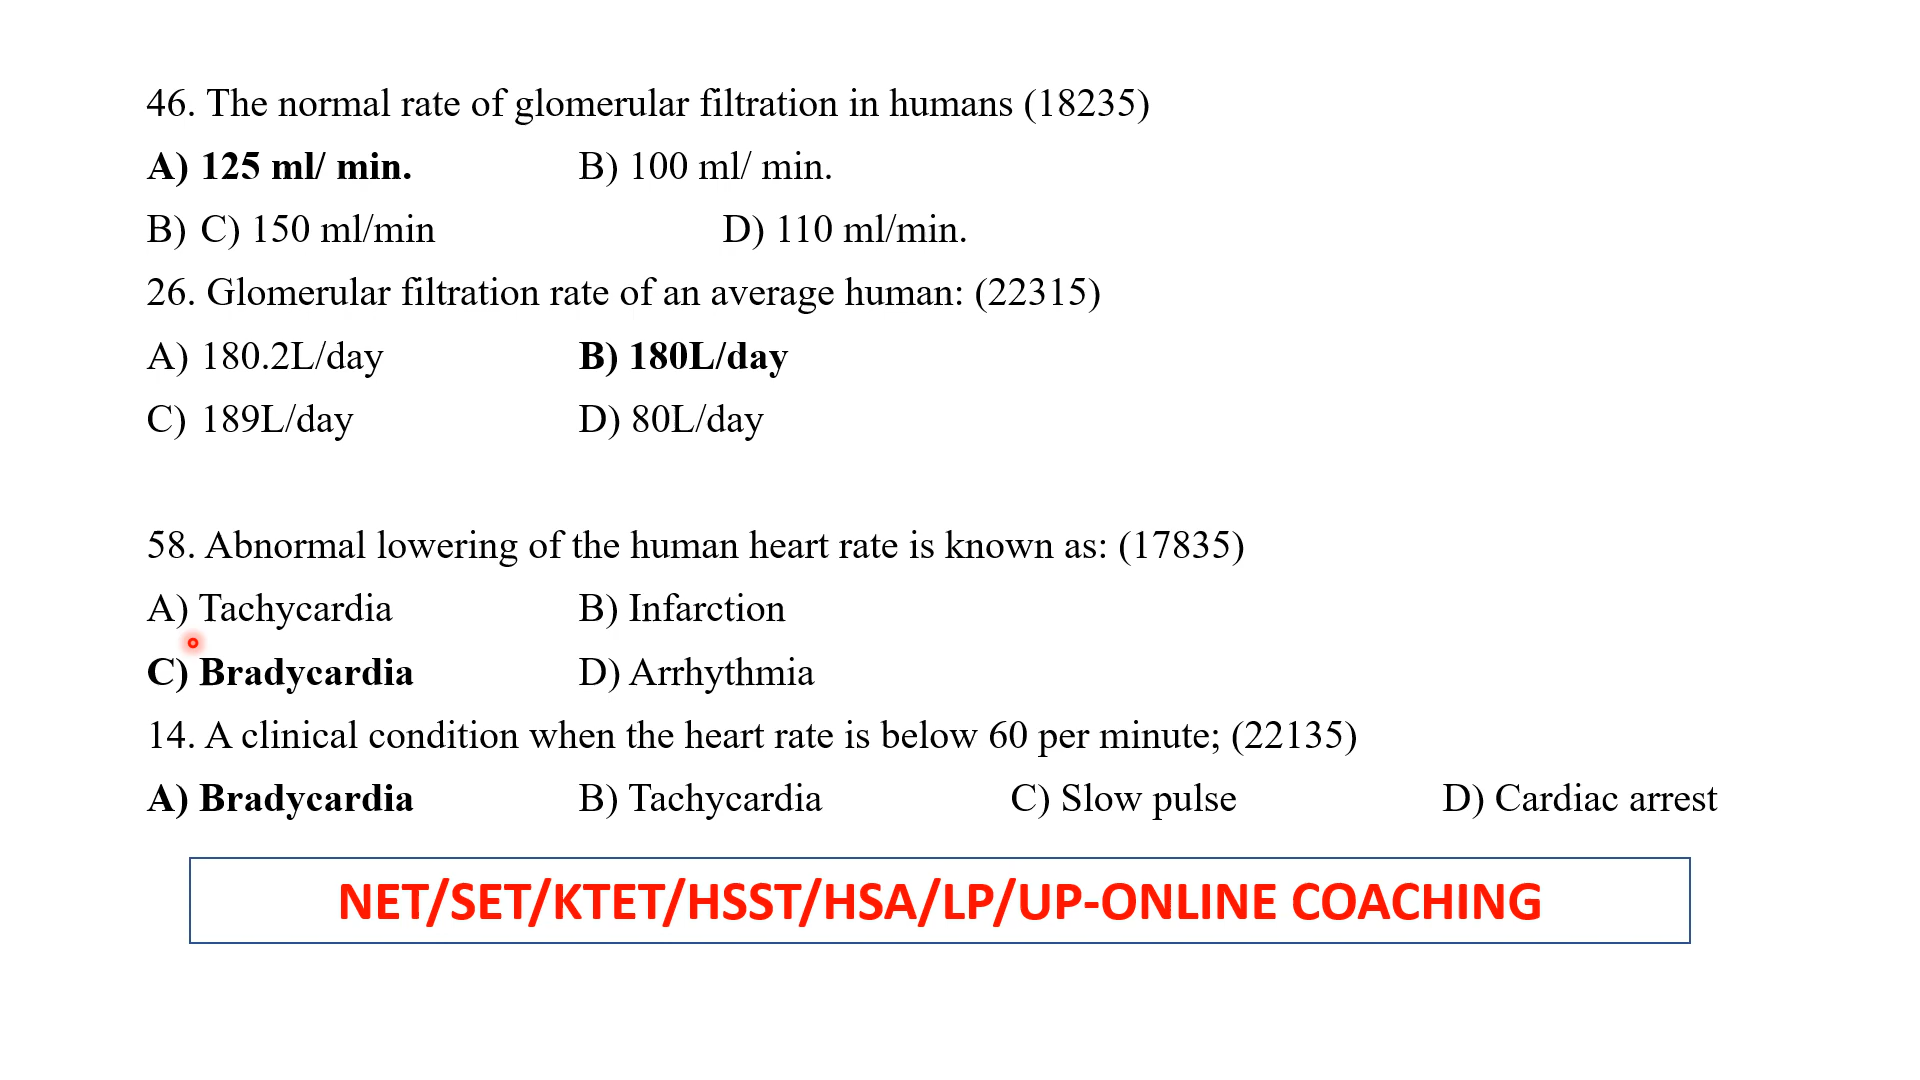 46. The normal rate of glomerular filtration in humans (18235)
A) 125 ml/ min. B) 100 ml/ min.
B) C) 150 ml/min D) 110 ml/min.
26. Glomerular filtration rate of an average human: (22315)
A) 180.2L/day B) 180L/day
C) 189L/day D) 80L/day
58. Abnormal lowering of the human heart rate is known as: (17835)
A) Tachycardia B) Infarction
C) Bradycardia D) Arrhythmia
14. A clinical condition when the heart rate is below 60 per minute; (22135)
A) Bradycardia B) Tachycardia C) Slow pulse D) Cardiac arrest
NET/SET/KTET/HSST/HSA/LP/UP-ONLINE COACHING